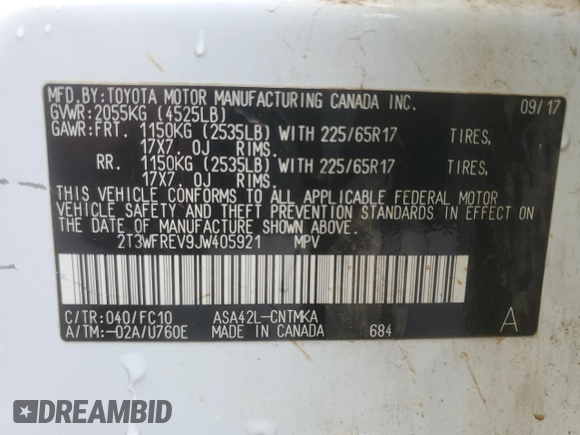 MFD.BY:TOYOTA MOTOR MANUFACTURING CANADA INC. 09/17
GVWR:2055KG (4525LB)
GAWR:FRT. 1150KG (2535LB) WITH 225/65R17 TIRES,
17X7.0J RIMS.
RR. 1150KG (2535LB) WITH 225/65R17 TIRES,
17X7.0J RIMS.
THIS VEHICLE CONFORMS TO ALL APPLICABLE FEDERAL MOTOR
VEHICLE SAFETY AND THEFT PREVENTION STANDARDS IN EFFECT ON
THE DATE OF MANUFACTURE SHOWN ABOVE.
2T3WFREV9JW405921 MPV
C/TR:040/FC10 ASA42L-CNTMKA
A/TM:-02A/U760E MADE IN CANADA 684 A
DREAMBID